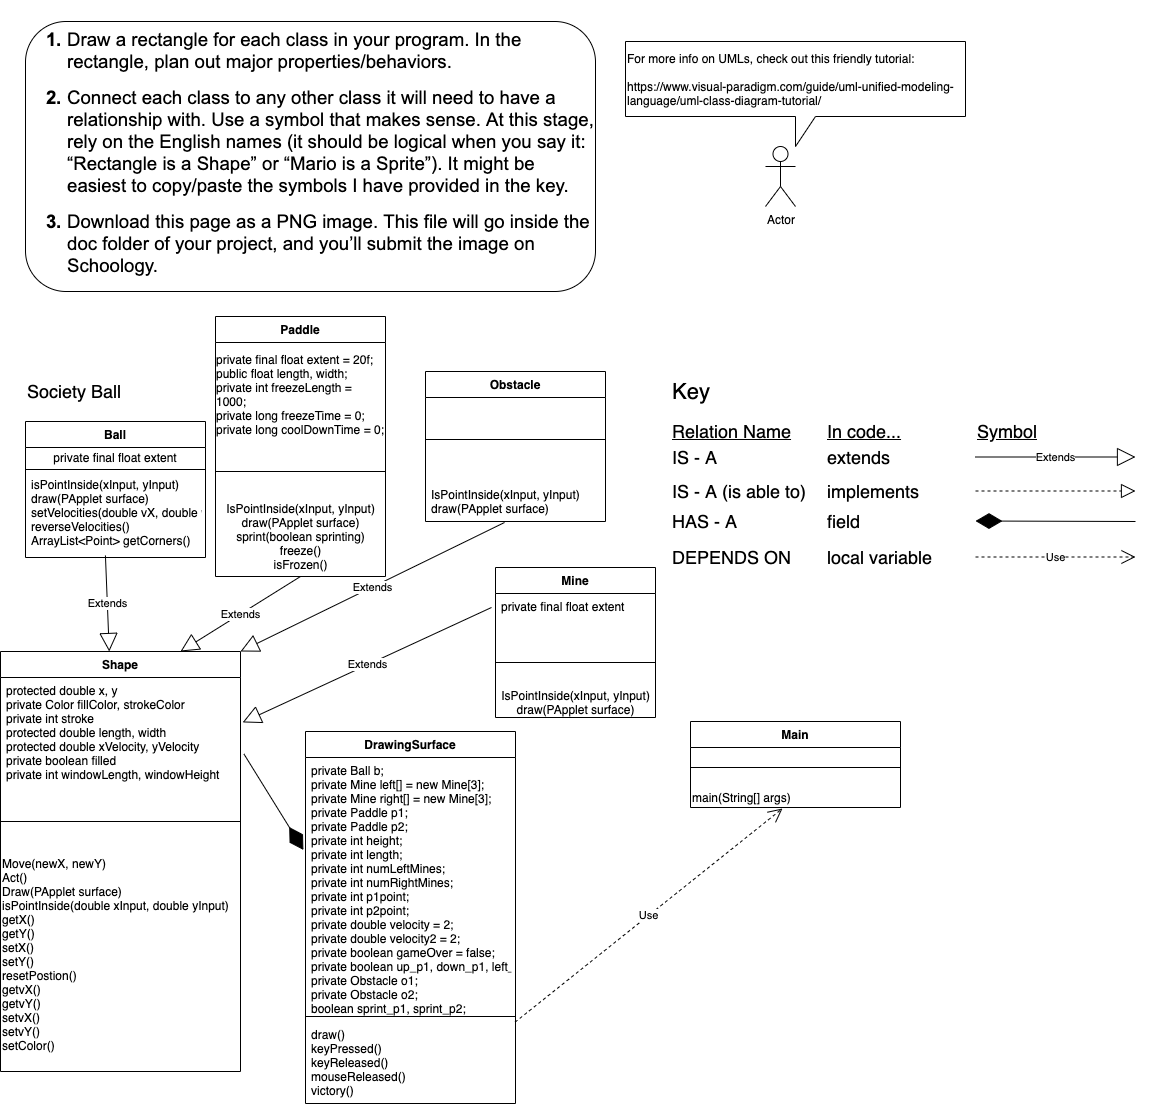 1. Draw a rectangle for each class in your program. In the
rectangle, plan out major properties/behaviors.
2. Connect each class to any other class it will need to have a
relationship with. Use a symbol that makes sense. At this stage,
rely on the English names (it should be logical when you say it:
“Rectangle is a Shape” or “Mario is a Sprite”). It might be
easiest to copy/paste the symbols I have provided in the key.
3. Download this page as a PNG image. This file will go inside the
doc folder of your project, and you’ll submit the image on
Schoology.
For more info on UMLs, check out this friendly tutorial:
https://www.visual-paradigm.com/guide/uml-unified-modeling-
language/uml-class-diagram-tutorial/
Actor
Society Ball
Ball
private final float extent
isPointInside(xInput, yInput)
draw(PApplet surface)
setVelocities(double vX, double
reverseVelocities()
ArrayList<Point> getCorners()
Extends
Paddle
private final float extent = 20f;
public float length, width;
private int freezeLength =
1000;
private long freezeTime = 0;
private long coolDownTime = 0;
IsPointInside(xInput, yInput)
draw(PApplet surface)
sprint(boolean sprinting)
freeze()
isFrozen()
Extends
Obstacle
IsPointInside(xInput, yInput)
draw(PApplet surface)
Extends
Mine
private final float extent
IsPointInside(xInput, yInput)
draw(PApplet surface)
Extends
Key
Relation Name In code... Symbol
IS - A extends Extends
IS - A (is able to) implements
HAS - A field
DEPENDS ON local variable Use
Shape
protected double x, y
private Color fillColor, strokeColor
private int stroke
protected double length, width
protected double xVelocity, yVelocity
private boolean filled
private int windowLength, windowHeight
Move(newX, newY)
Act()
Draw(PApplet surface)
isPointInside(double xInput, double yInput)
getX()
getY()
setX()
setY()
resetPostion()
getvX()
getvY()
setvX()
setvY()
setColor()
DrawingSurface
private Ball b;
private Mine left[] = new Mine[3];
private Mine right[] = new Mine[3];
private Paddle p1;
private Paddle p2;
private int height;
private int length;
private int numLeftMines;
private int numRightMines;
private int p1point;
private int p2point;
private double velocity = 2;
private double velocity2 = 2;
private boolean gameOver = false;
private boolean up_p1, down_p1, left_
private Obstacle o1;
private Obstacle o2;
boolean sprint_p1, sprint_p2;
draw()
keyPressed()
keyReleased()
mouseReleased()
victory()
Main
main(String[] args)
Use